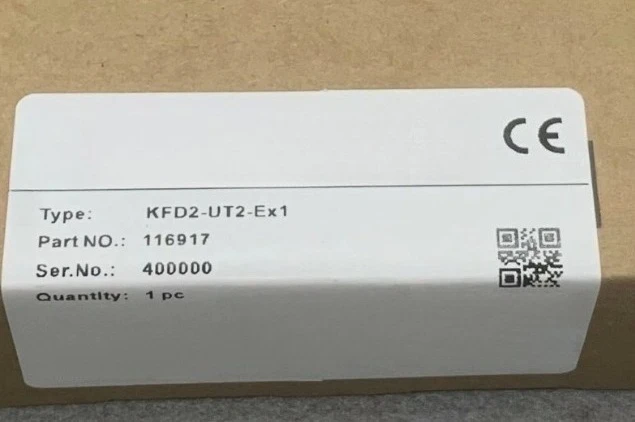 CE
Type: KFD2-UT2-Ex1
Part NO.: 116917
Ser.No.: 400000
Quantity: 1 pc